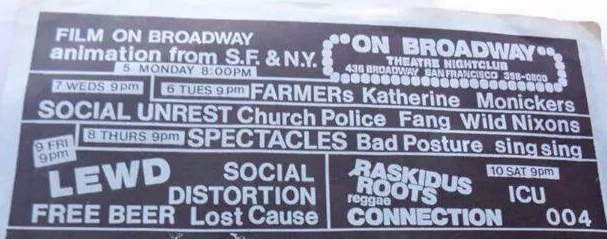 FILM ON BROADWAY
animation from S.F. & N.Y.
5 MONDAY 8:00PM
ON BROADWAY
THEATRE NIGHTCLUB
435 BROADWAY SAN FRANCISCO 398-0800
6 TUES 9pm FARMERs Katherine Monickers
7 WEDS 9pm
SOCIAL UNREST Church Police Fang Wild Nixons
8 THURS 9pm SPECTACLES Bad Posture sing sing
9 FRI
9pm
LEWD SOCIAL
DISTORTION
FREE BEER Lost Cause
10 SAT 9pm
RASKIDUS
ROOTS
reggae
CONNECTION
ICU
004